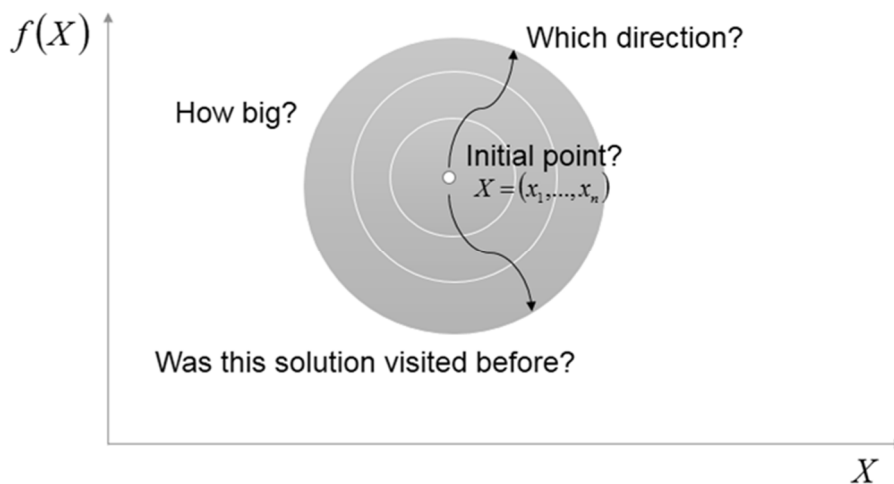 f(X)
Which direction?
How big?
Initial point?
X = (x₁,...,xₙ)
Was this solution visited before?
X